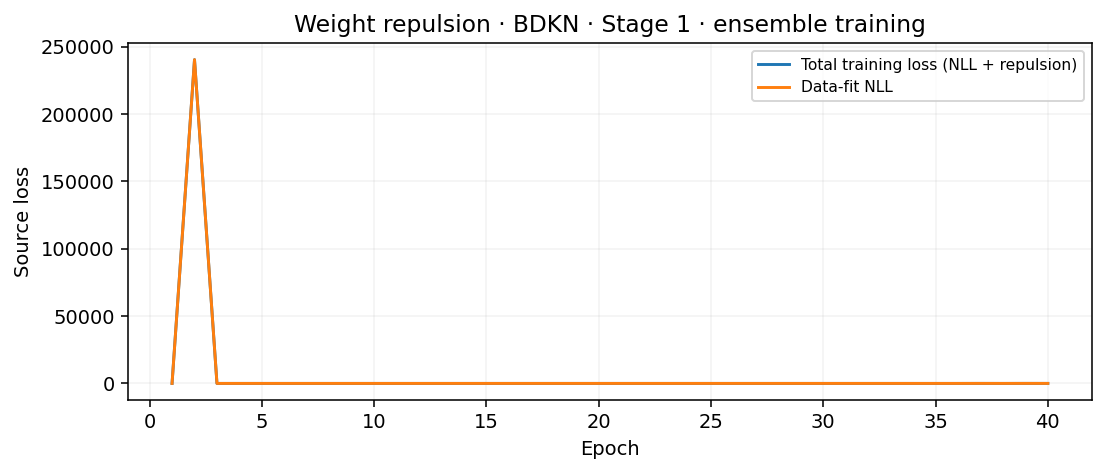 Weight repulsion · BDKN · Stage 1 · ensemble training
Total training loss (NLL + repulsion)
Data-fit NLL
Source loss
250000
200000
150000
100000
50000
0
0 5 10 15 20 25 30 35 40
Epoch